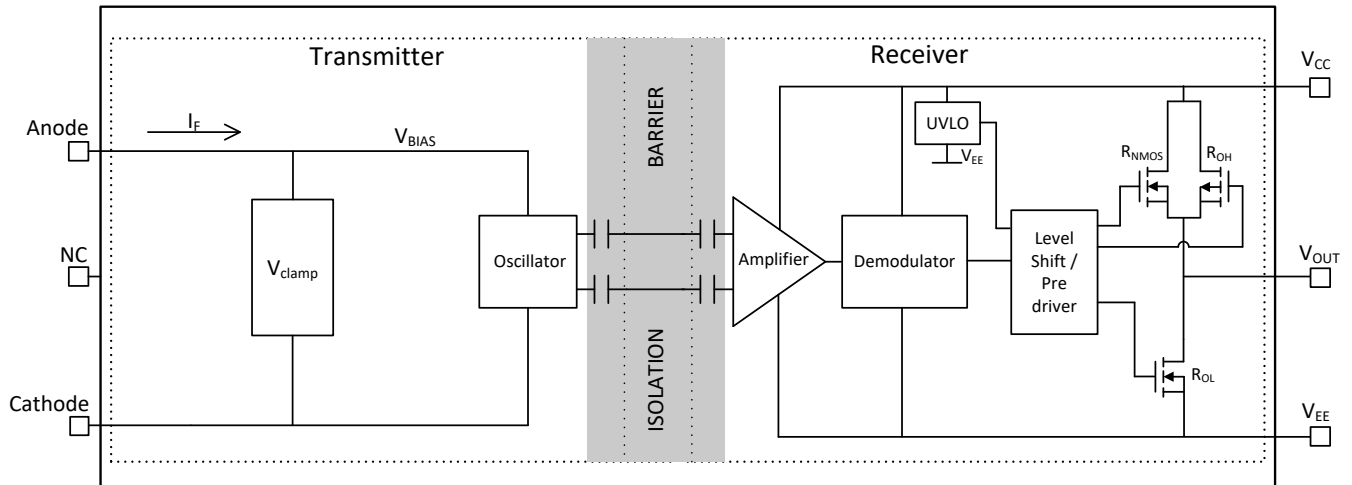 Transmitter
Receiver
V_CC
Anode
I_F
V_BIAS
BARRIER
UVLO
V_EE
R_NMOS
R_OH
NC
V_clamp
Oscillator
Amplifier
Demodulator
Level
Shift /
Pre
driver
V_OUT
ISOLATION
R_OL
Cathode
V_EE